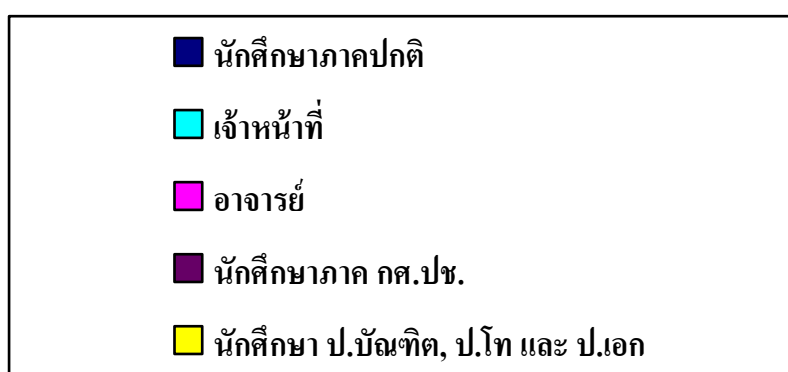 นักศึกษาภาคปกติ
เจ้าหน้าที่
อาจารย์
นักศึกษาภาค กศ.ปช.
นักศึกษา ป.บัณฑิต, ป.โท และ ป.เอก